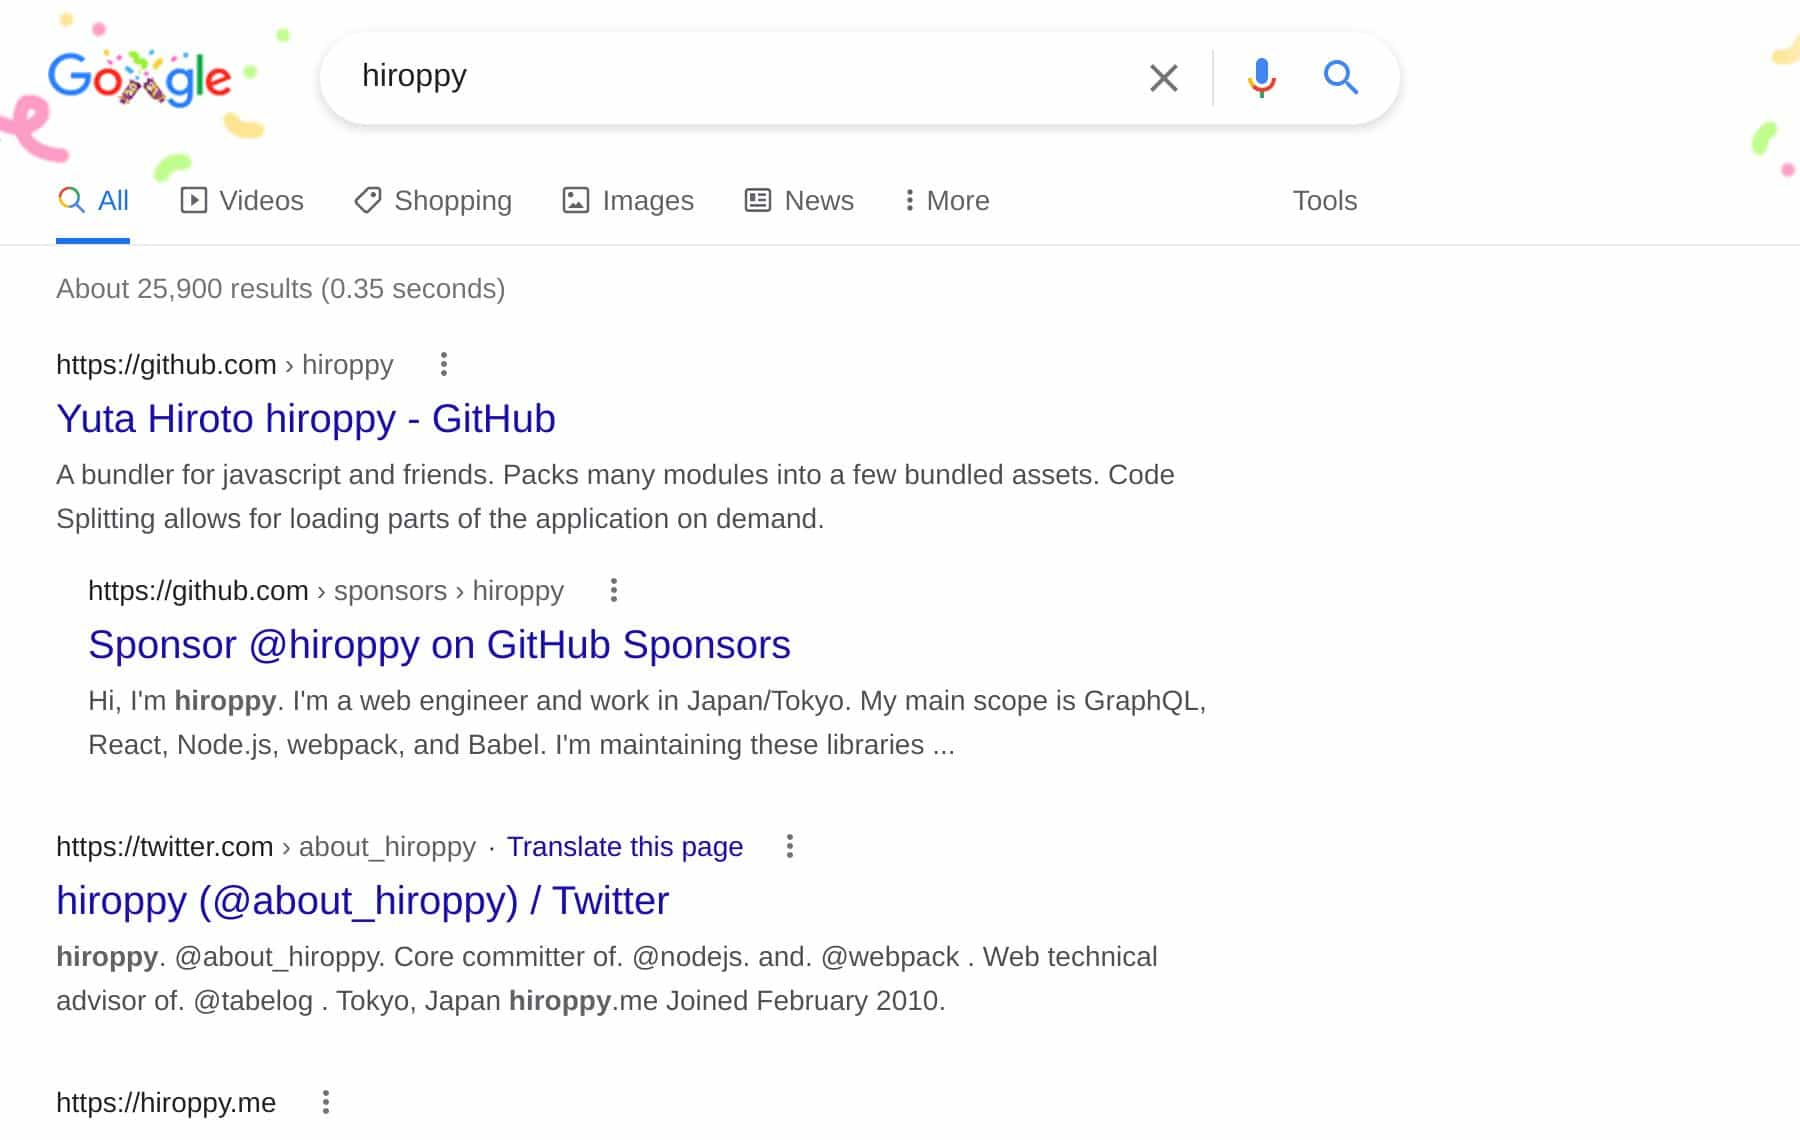 Google
hiroppy
All Videos Shopping Images News More Tools
About 25,900 results (0.35 seconds)
https://github.com › hiroppy
Yuta Hiroto hiroppy - GitHub
A bundler for javascript and friends. Packs many modules into a few bundled assets. Code
Splitting allows for loading parts of the application on demand.
https://github.com › sponsors › hiroppy
Sponsor @hiroppy on GitHub Sponsors
Hi, I'm hiroppy. I'm a web engineer and work in Japan/Tokyo. My main scope is GraphQL,
React, Node.js, webpack, and Babel. I'm maintaining these libraries ...
https://twitter.com › about_hiroppy · Translate this page
hiroppy (@about_hiroppy) / Twitter
hiroppy. @about_hiroppy. Core committer of. @nodejs. and. @webpack . Web technical
advisor of. @tabelog . Tokyo, Japan hiroppy.me Joined February 2010.
https://hiroppy.me